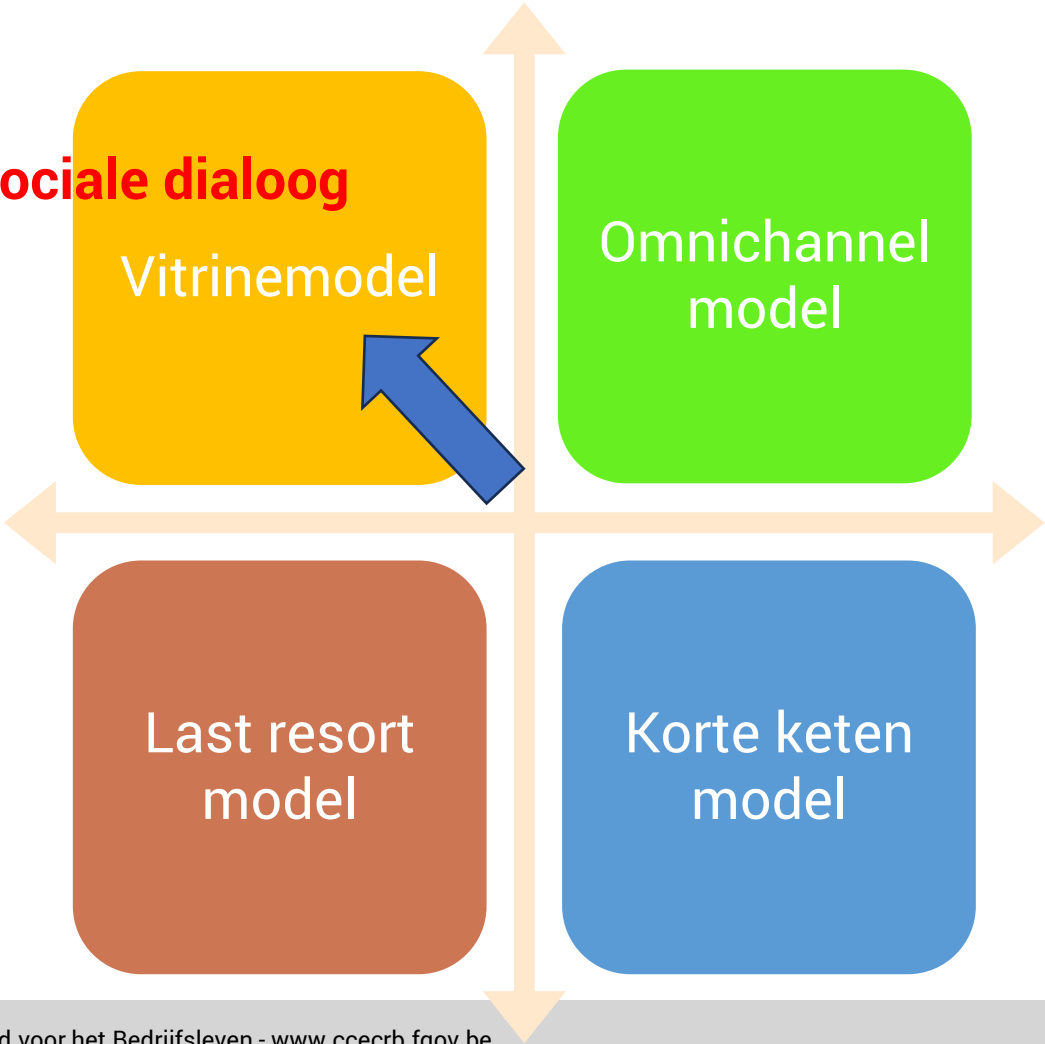 ociale dialoog
Vitrinemodel
Omnichannel
model
Last resort
model
Korte keten
model
d voor het Bedrijfsleven - www.ccecrb.fgov.be